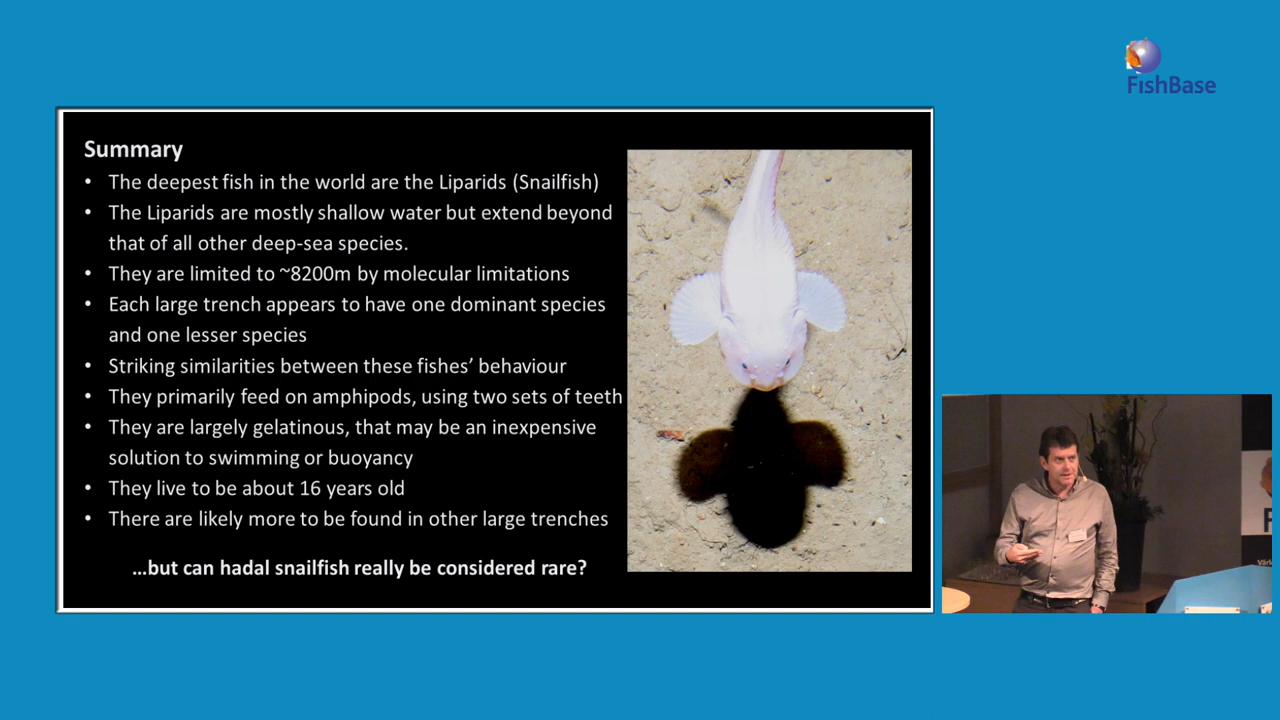 FishBase
Summary
• The deepest fish in the world are the Liparids (Snailfish)
• The Liparids are mostly shallow water but extend beyond
that of all other deep-sea species.
• They are limited to ~8200m by molecular limitations
• Each large trench appears to have one dominant species
and one lesser species
• Striking similarities between these fishes’ behaviour
• They primarily feed on amphipods, using two sets of teeth
• They are largely gelatinous, that may be an inexpensive
solution to swimming or buoyancy
• They live to be about 16 years old
• There are likely more to be found in other large trenches
...but can hadal snailfish really be considered rare?